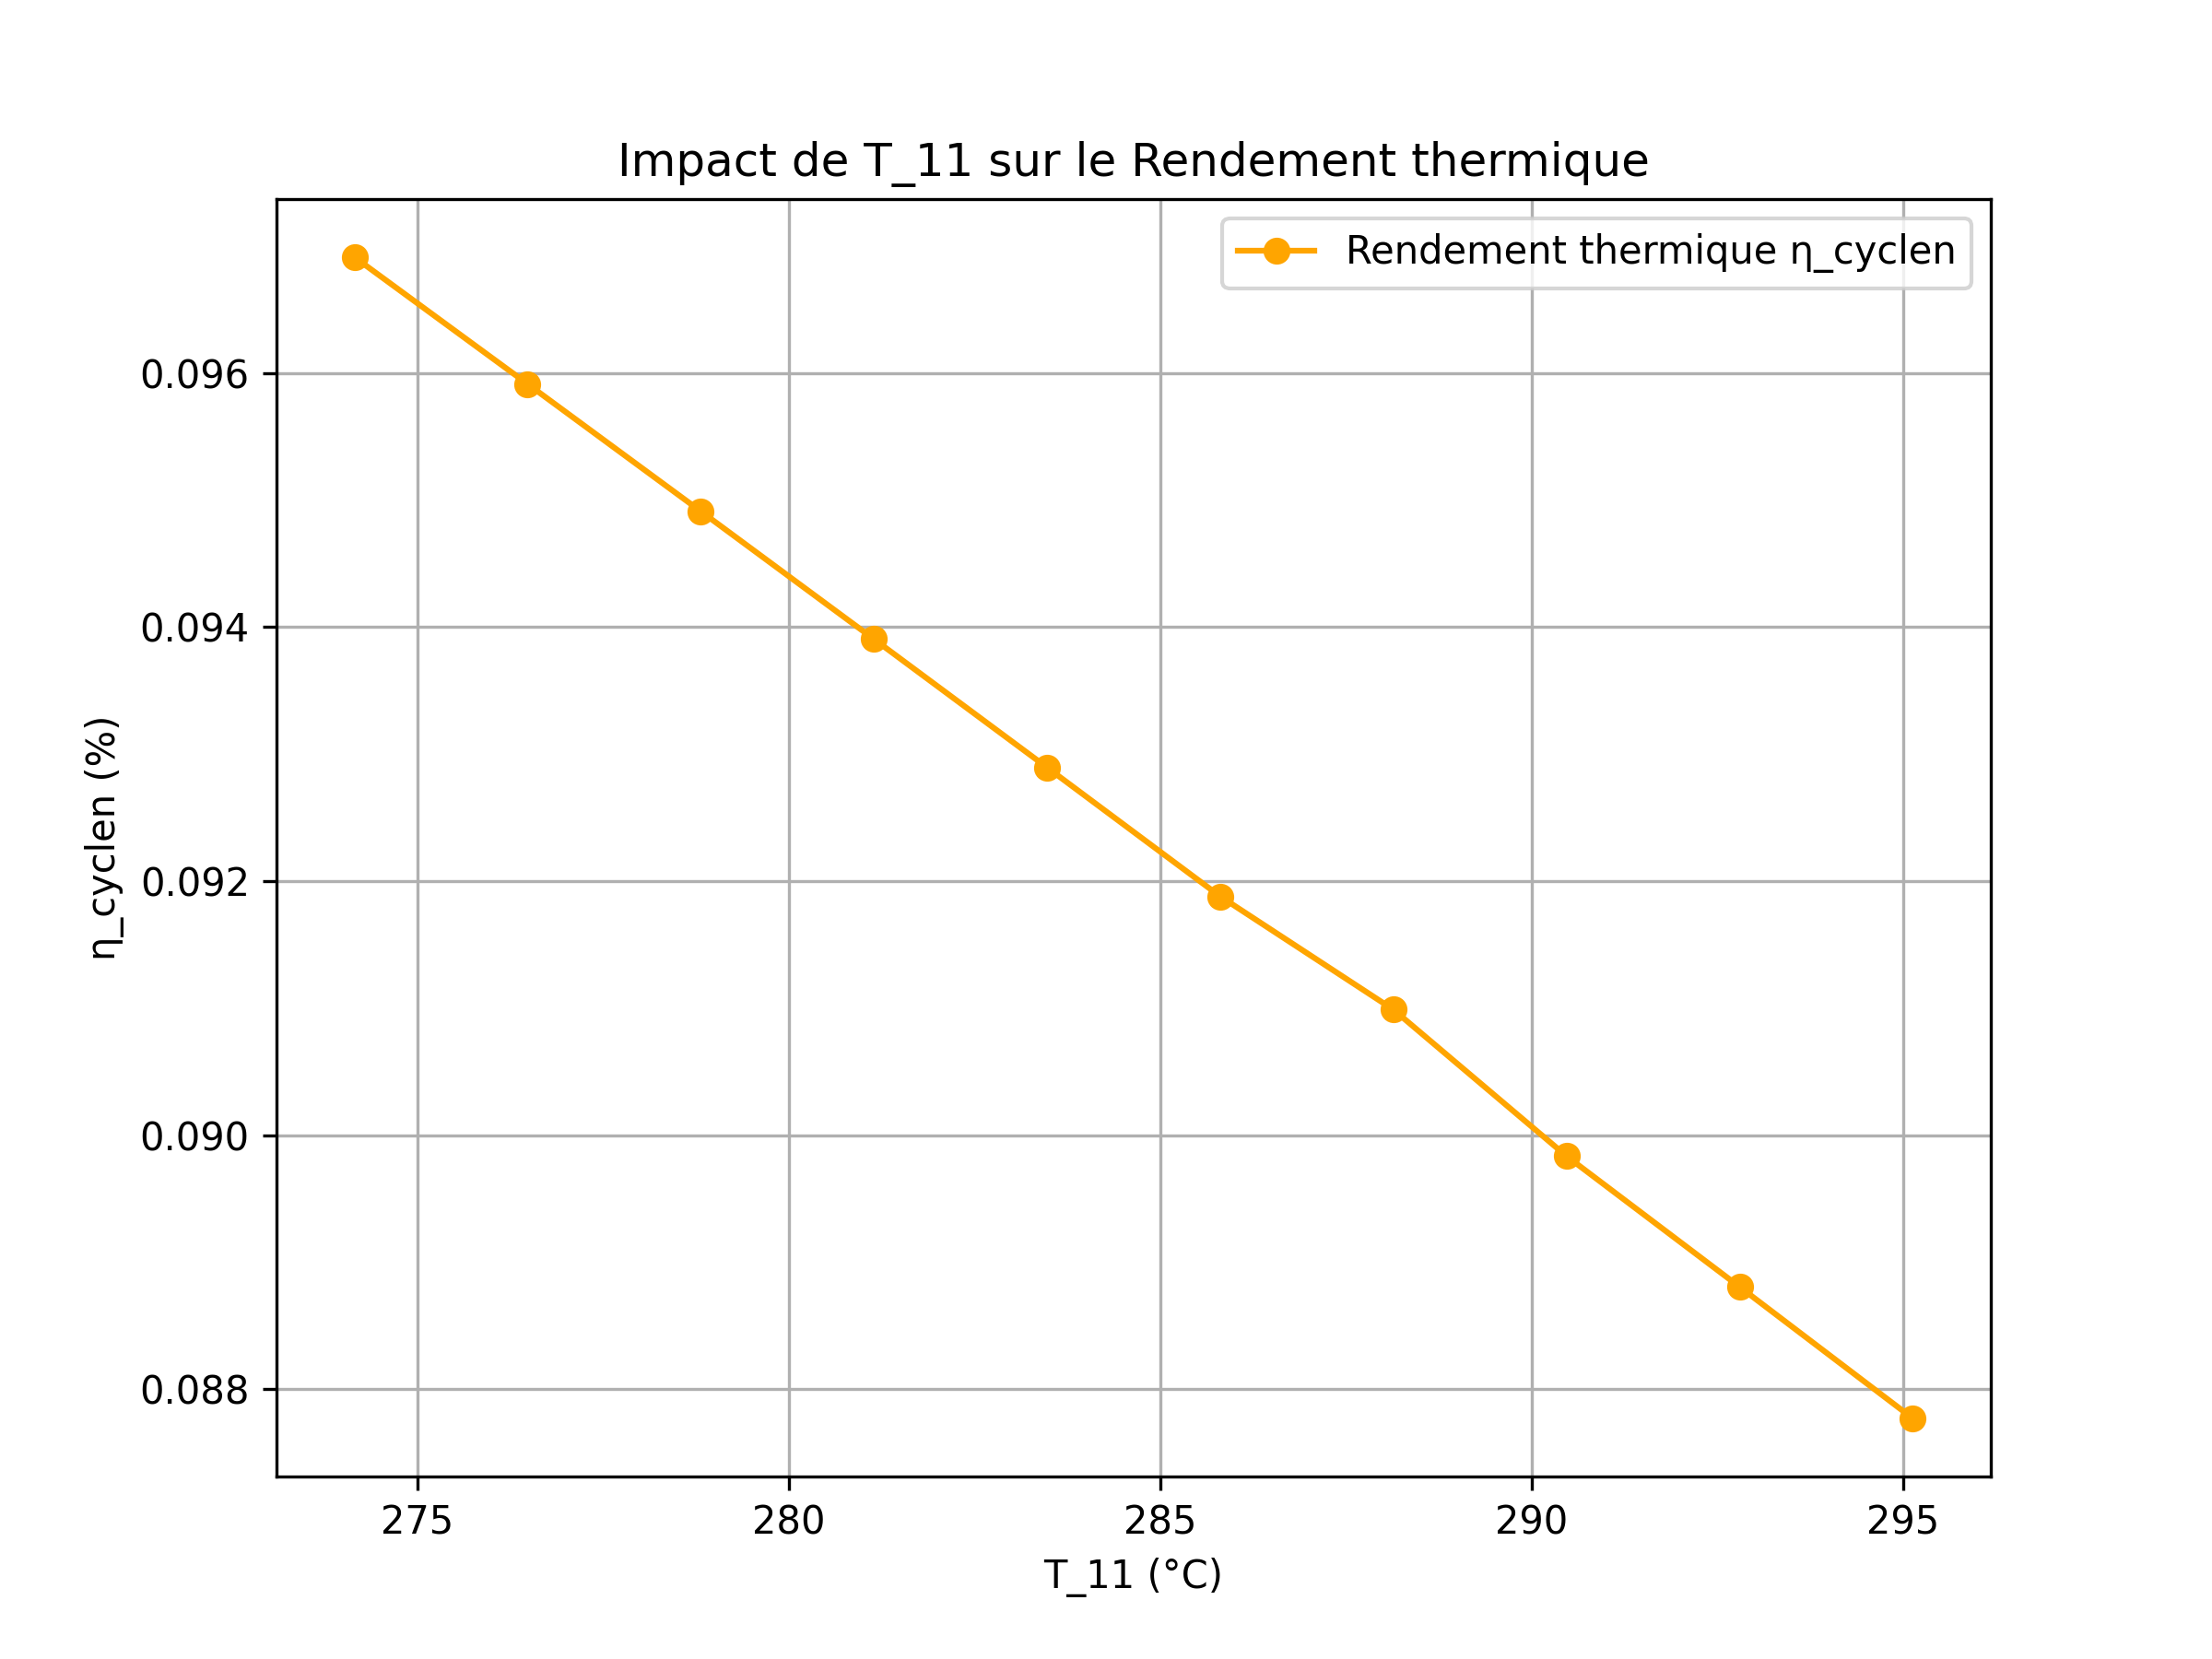 Impact de T_11 sur le Rendement thermique
Rendement thermique η_cyclen
0.096
0.094
0.092
0.090
0.088
η_cyclen (%)
275 280 285 290 295
T_11 (°C)